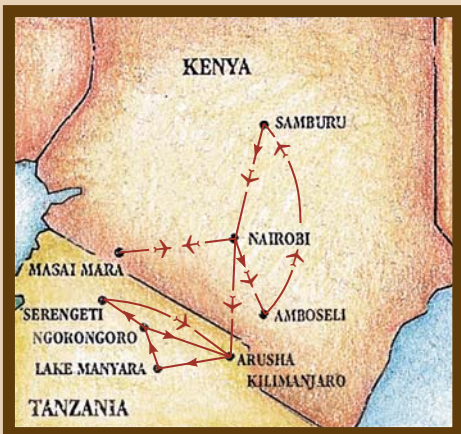 KENYA
SAMBURU
NAIROBI
MASAI MARA
AMBOSELI
SERENGETI
NGOKONGORO
LAKE MANYARA
ARUSHA
KILIMANJARO
TANZANIA